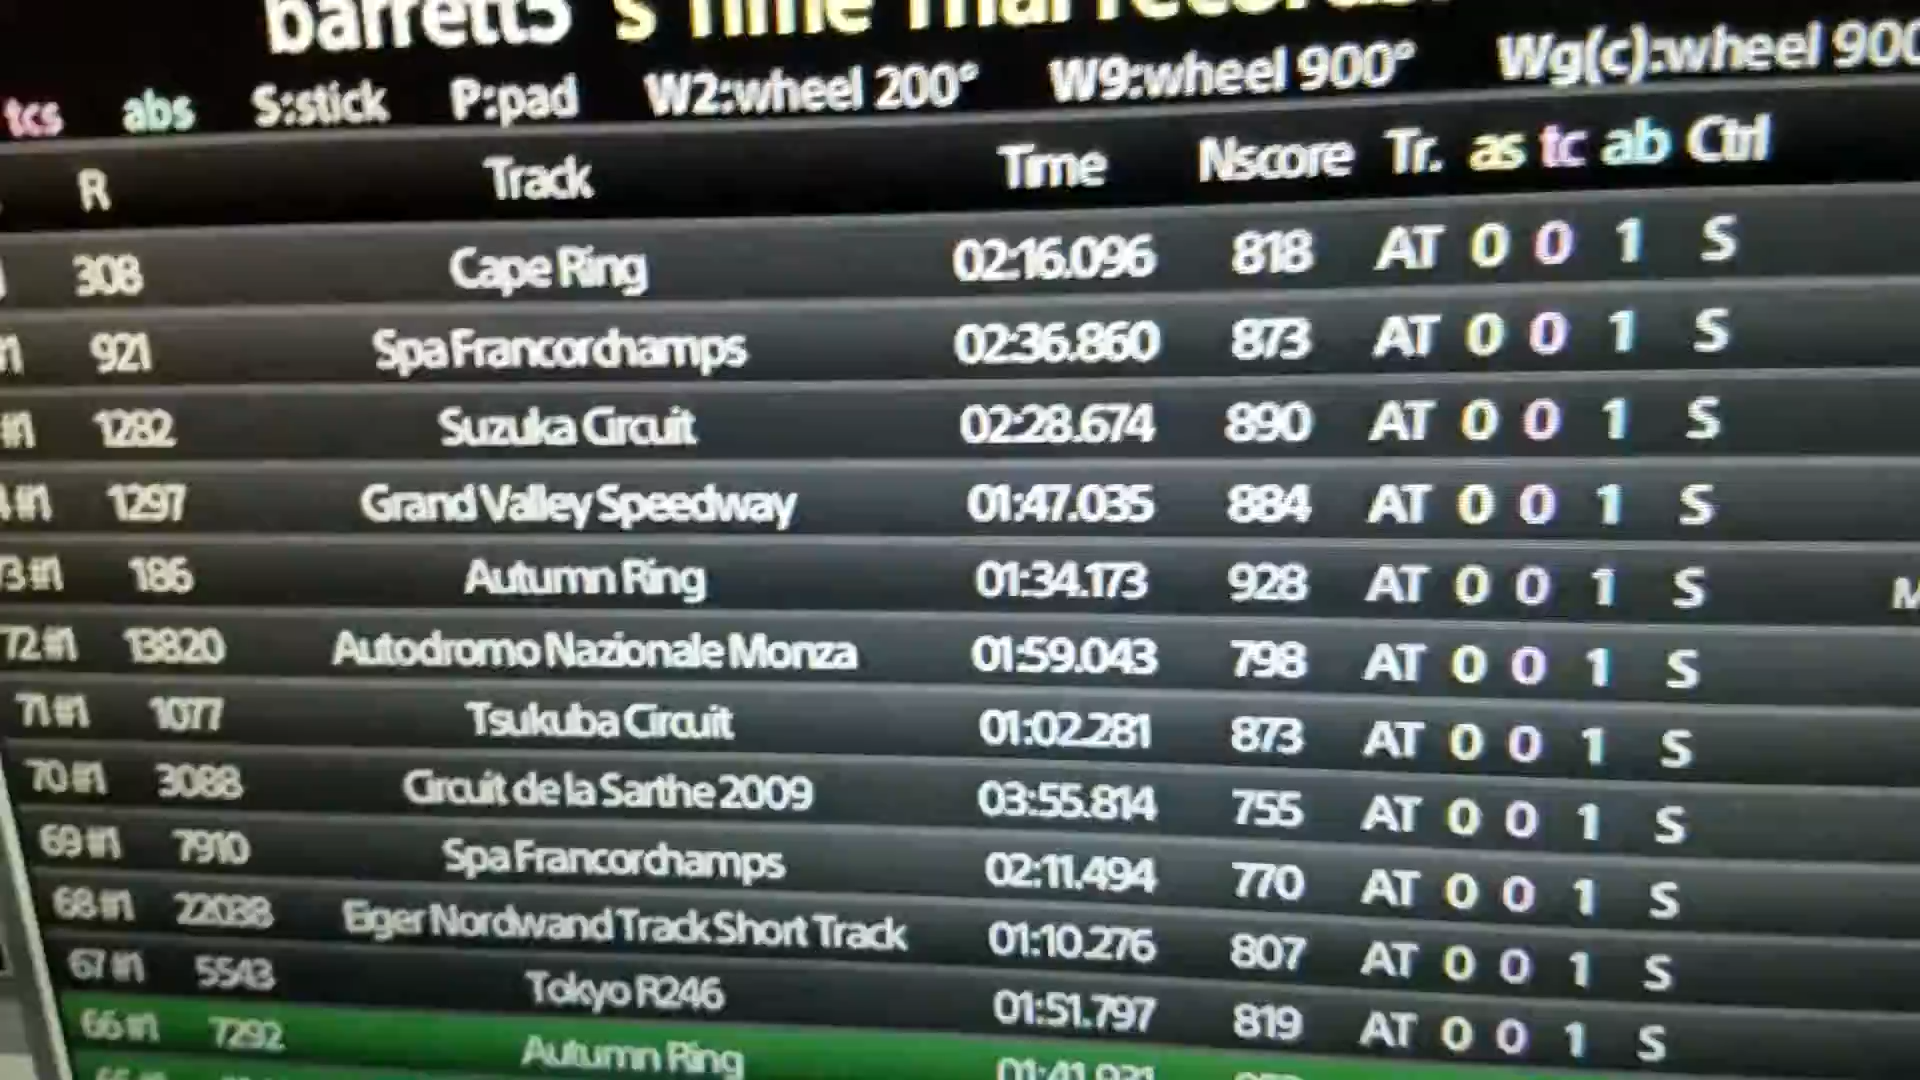 barrett5 's Time Trial records.
tcs abs S:stick P:pad W2:wheel 200° W9:wheel 900° Wg(c):wheel 900
R Track Time Nscore Tr. as tc ab Ctrl
308 Cape Ring 02:16.096 818 AT 0 0 1 S
#1 921 Spa Francorchamps 02:36.860 873 AT 0 0 1 S
#1 1282 Suzuka Circuit 02:28.674 890 AT 0 0 1 S
#1 1297 Grand Valley Speedway 01:47.035 884 AT 0 0 1 S
3 #1 186 Autumn Ring 01:34.173 928 AT 0 0 1 S M
72 #1 13820 Autodromo Nazionale Monza 01:59.043 798 AT 0 0 1 S
71 #1 1077 Tsukuba Circuit 01:02.281 873 AT 0 0 1 S
70 #1 3088 Circuit de la Sarthe 2009 03:55.814 755 AT 0 0 1 S
69 #1 7910 Spa Francorchamps 02:11.494 770 AT 0 0 1 S
68 #1 22038 Eiger Nordwand Track Short Track 01:10.276 807 AT 0 0 1 S
67 #1 5543 Tokyo R246 01:51.797 819 AT 0 0 1 S
66 #1 7292 Autumn Ring 01:41.931